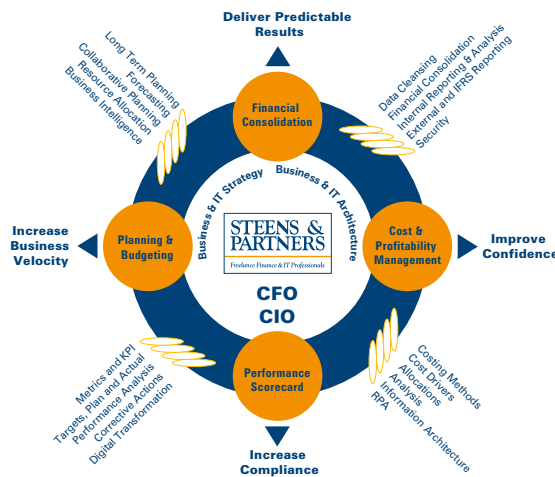 Deliver Predictable
Results
Long Term Planning
Forecasting
Collaborative Planning
Resource Allocation
Business Intelligence
Financial
Consolidation
Data Cleansing
Financial Consolidation
Internal Reporting & Analysis
External and IFRS Reporting
Security
Business & IT Strategy
Business & IT Architecture
Increase
Business
Velocity
Planning &
Budgeting
STEENS &
PARTNERS
Freelance Finance & IT Professionals
CFO
CIO
Cost &
Profitability
Management
Improve
Confidence
Metrics and KPI
Targets, Plan and Actual
Performance Analysis
Corrective Actions
Digital Transformation
Performance
Scorecard
Costing Methods
Cost Drivers
Allocations
Analysis
Information Architecture
RPA
Increase
Compliance